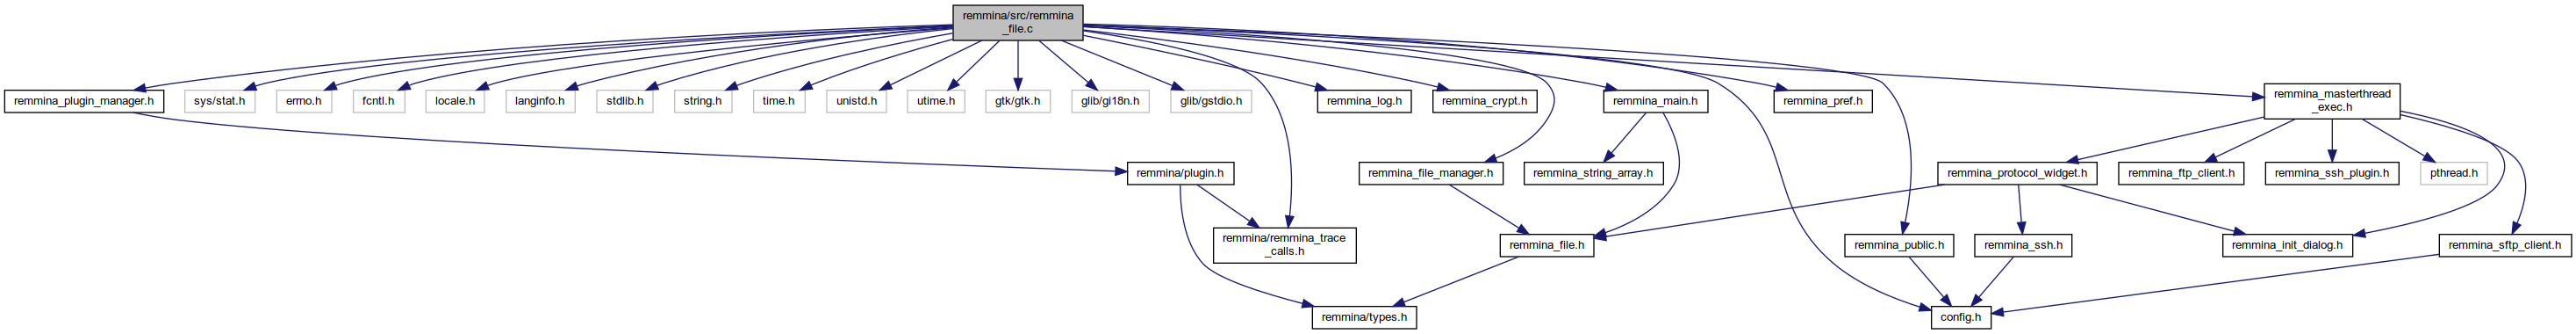 remmina/src/remmina
_file.c
remmina_plugin_manager.h
sys/stat.h
errno.h
fcntl.h
locale.h
langinfo.h
stdlib.h
string.h
time.h
unistd.h
utime.h
gtk/gtk.h
glib/gi18n.h
glib/gstdio.h
remmina_log.h
remmina_crypt.h
remmina_main.h
remmina_pref.h
remmina_masterthread
_exec.h
remmina/plugin.h
remmina_file_manager.h
remmina_string_array.h
remmina_protocol_widget.h
remmina_ftp_client.h
remmina_ssh_plugin.h
pthread.h
remmina/remmina_trace
_calls.h
remmina_file.h
remmina_public.h
remmina_ssh.h
remmina_init_dialog.h
remmina_sftp_client.h
remmina/types.h
config.h